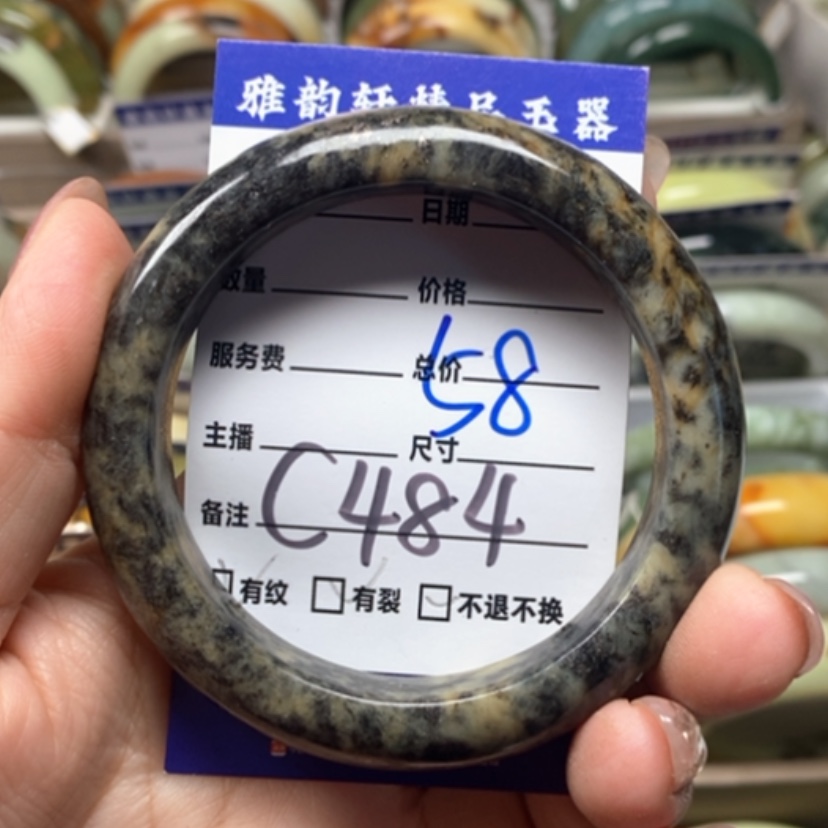 雅韵轩精品玉器
日期
数量 价格
服务费 总价
58
主播 尺寸
C484
备注
有纹 有裂 不退不换